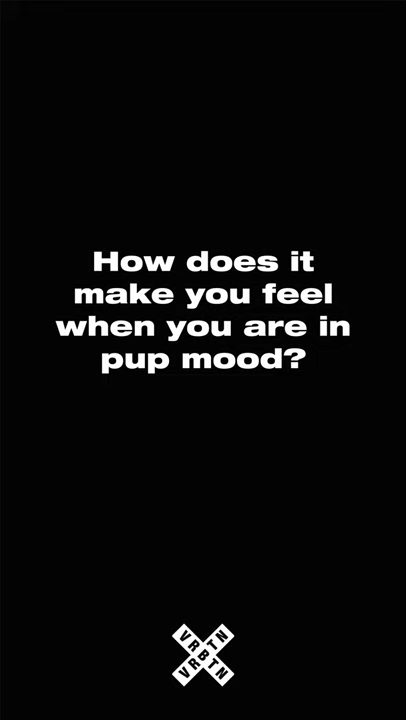 How does it
make you feel
when you are in
pup mood?
VRBTN
VRBTN